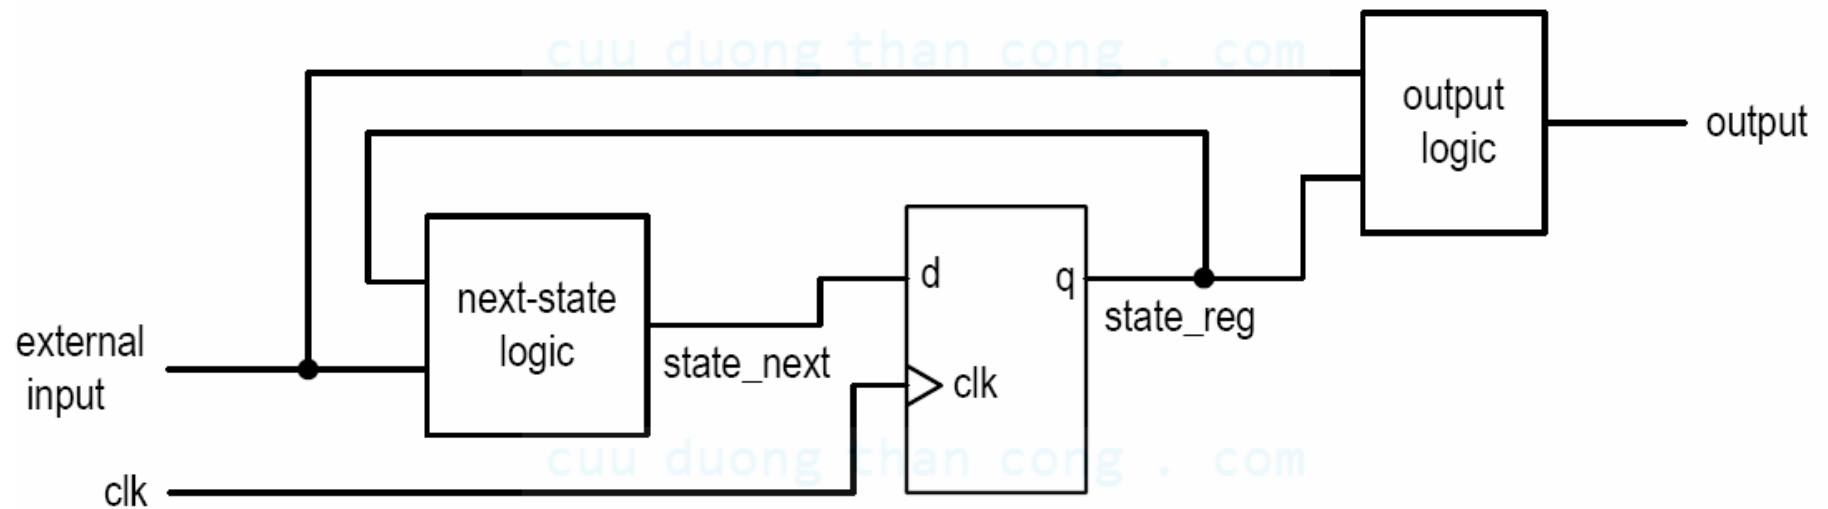 cuu duong than cong . com
output
logic
output
next-state
logic
d
q
state_reg
external
input
state_next
clk
cuu duong than cong . com
clk